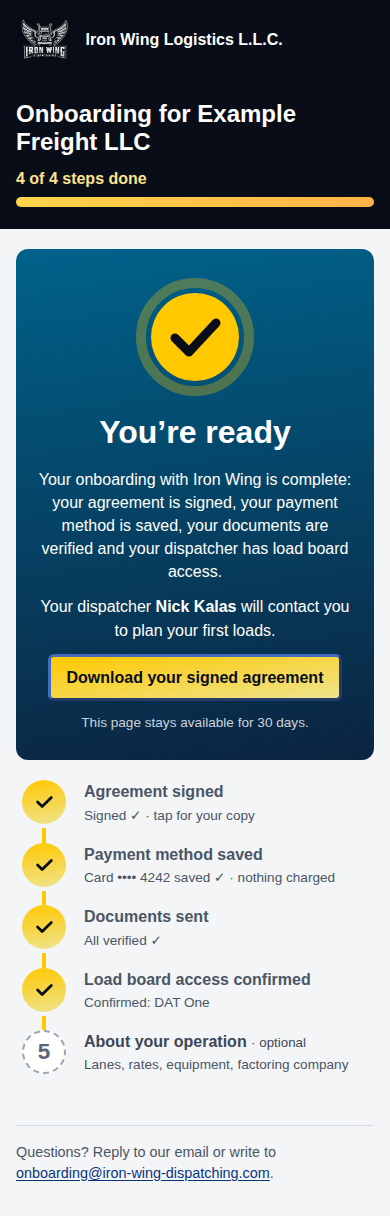 IRON WING
Iron Wing Logistics L.L.C.
Onboarding for Example
Freight LLC
4 of 4 steps done
You’re ready
Your onboarding with Iron Wing is complete:
your agreement is signed, your payment
method is saved, your documents are
verified and your dispatcher has load board
access.
Your dispatcher Nick Kalas will contact you
to plan your first loads.
Download your signed agreement
This page stays available for 30 days.
Agreement signed
Signed ✓ · tap for your copy
Payment method saved
Card •••• 4242 saved ✓ · nothing charged
Documents sent
All verified ✓
Load board access confirmed
Confirmed: DAT One
5
About your operation · optional
Lanes, rates, equipment, factoring company
Questions? Reply to our email or write to
onboarding@iron-wing-dispatching.com.